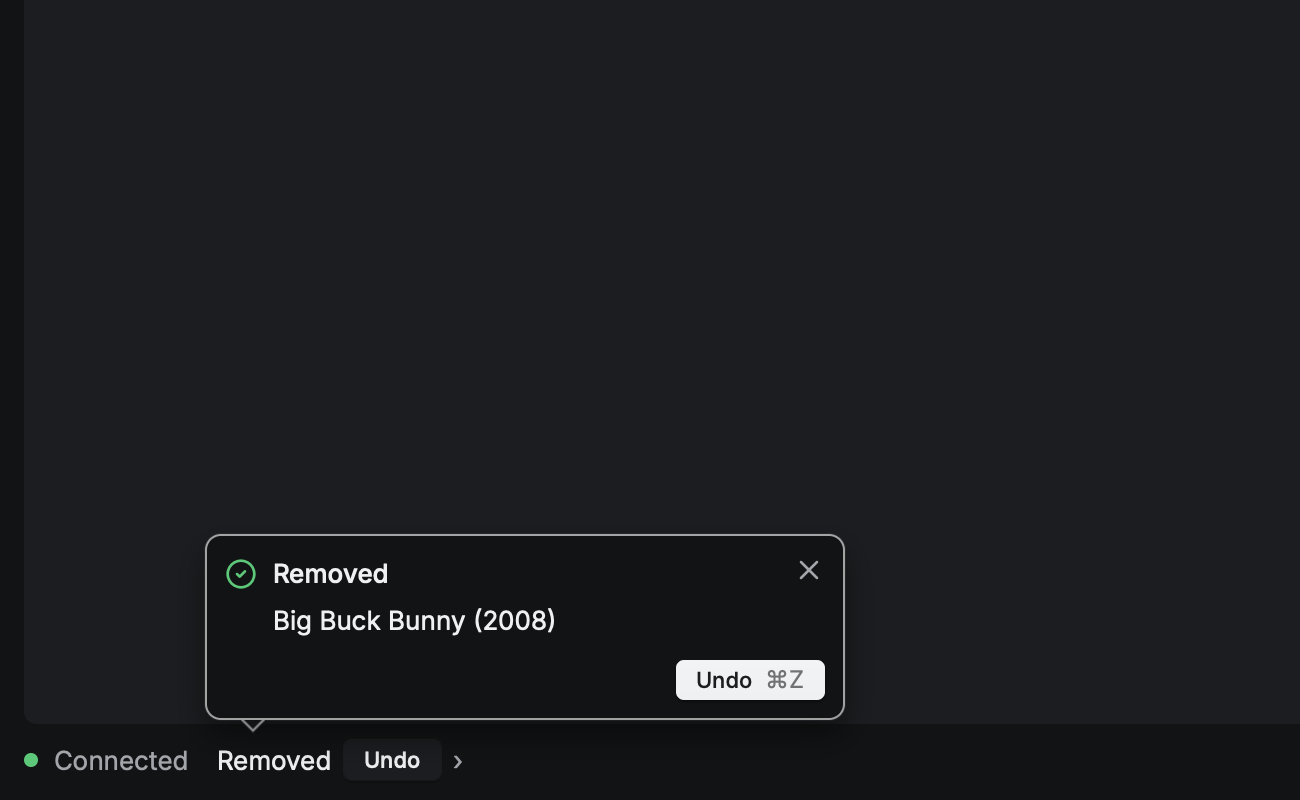 Removed
Big Buck Bunny (2008)
Undo ⌘Z
Connected Removed Undo ›